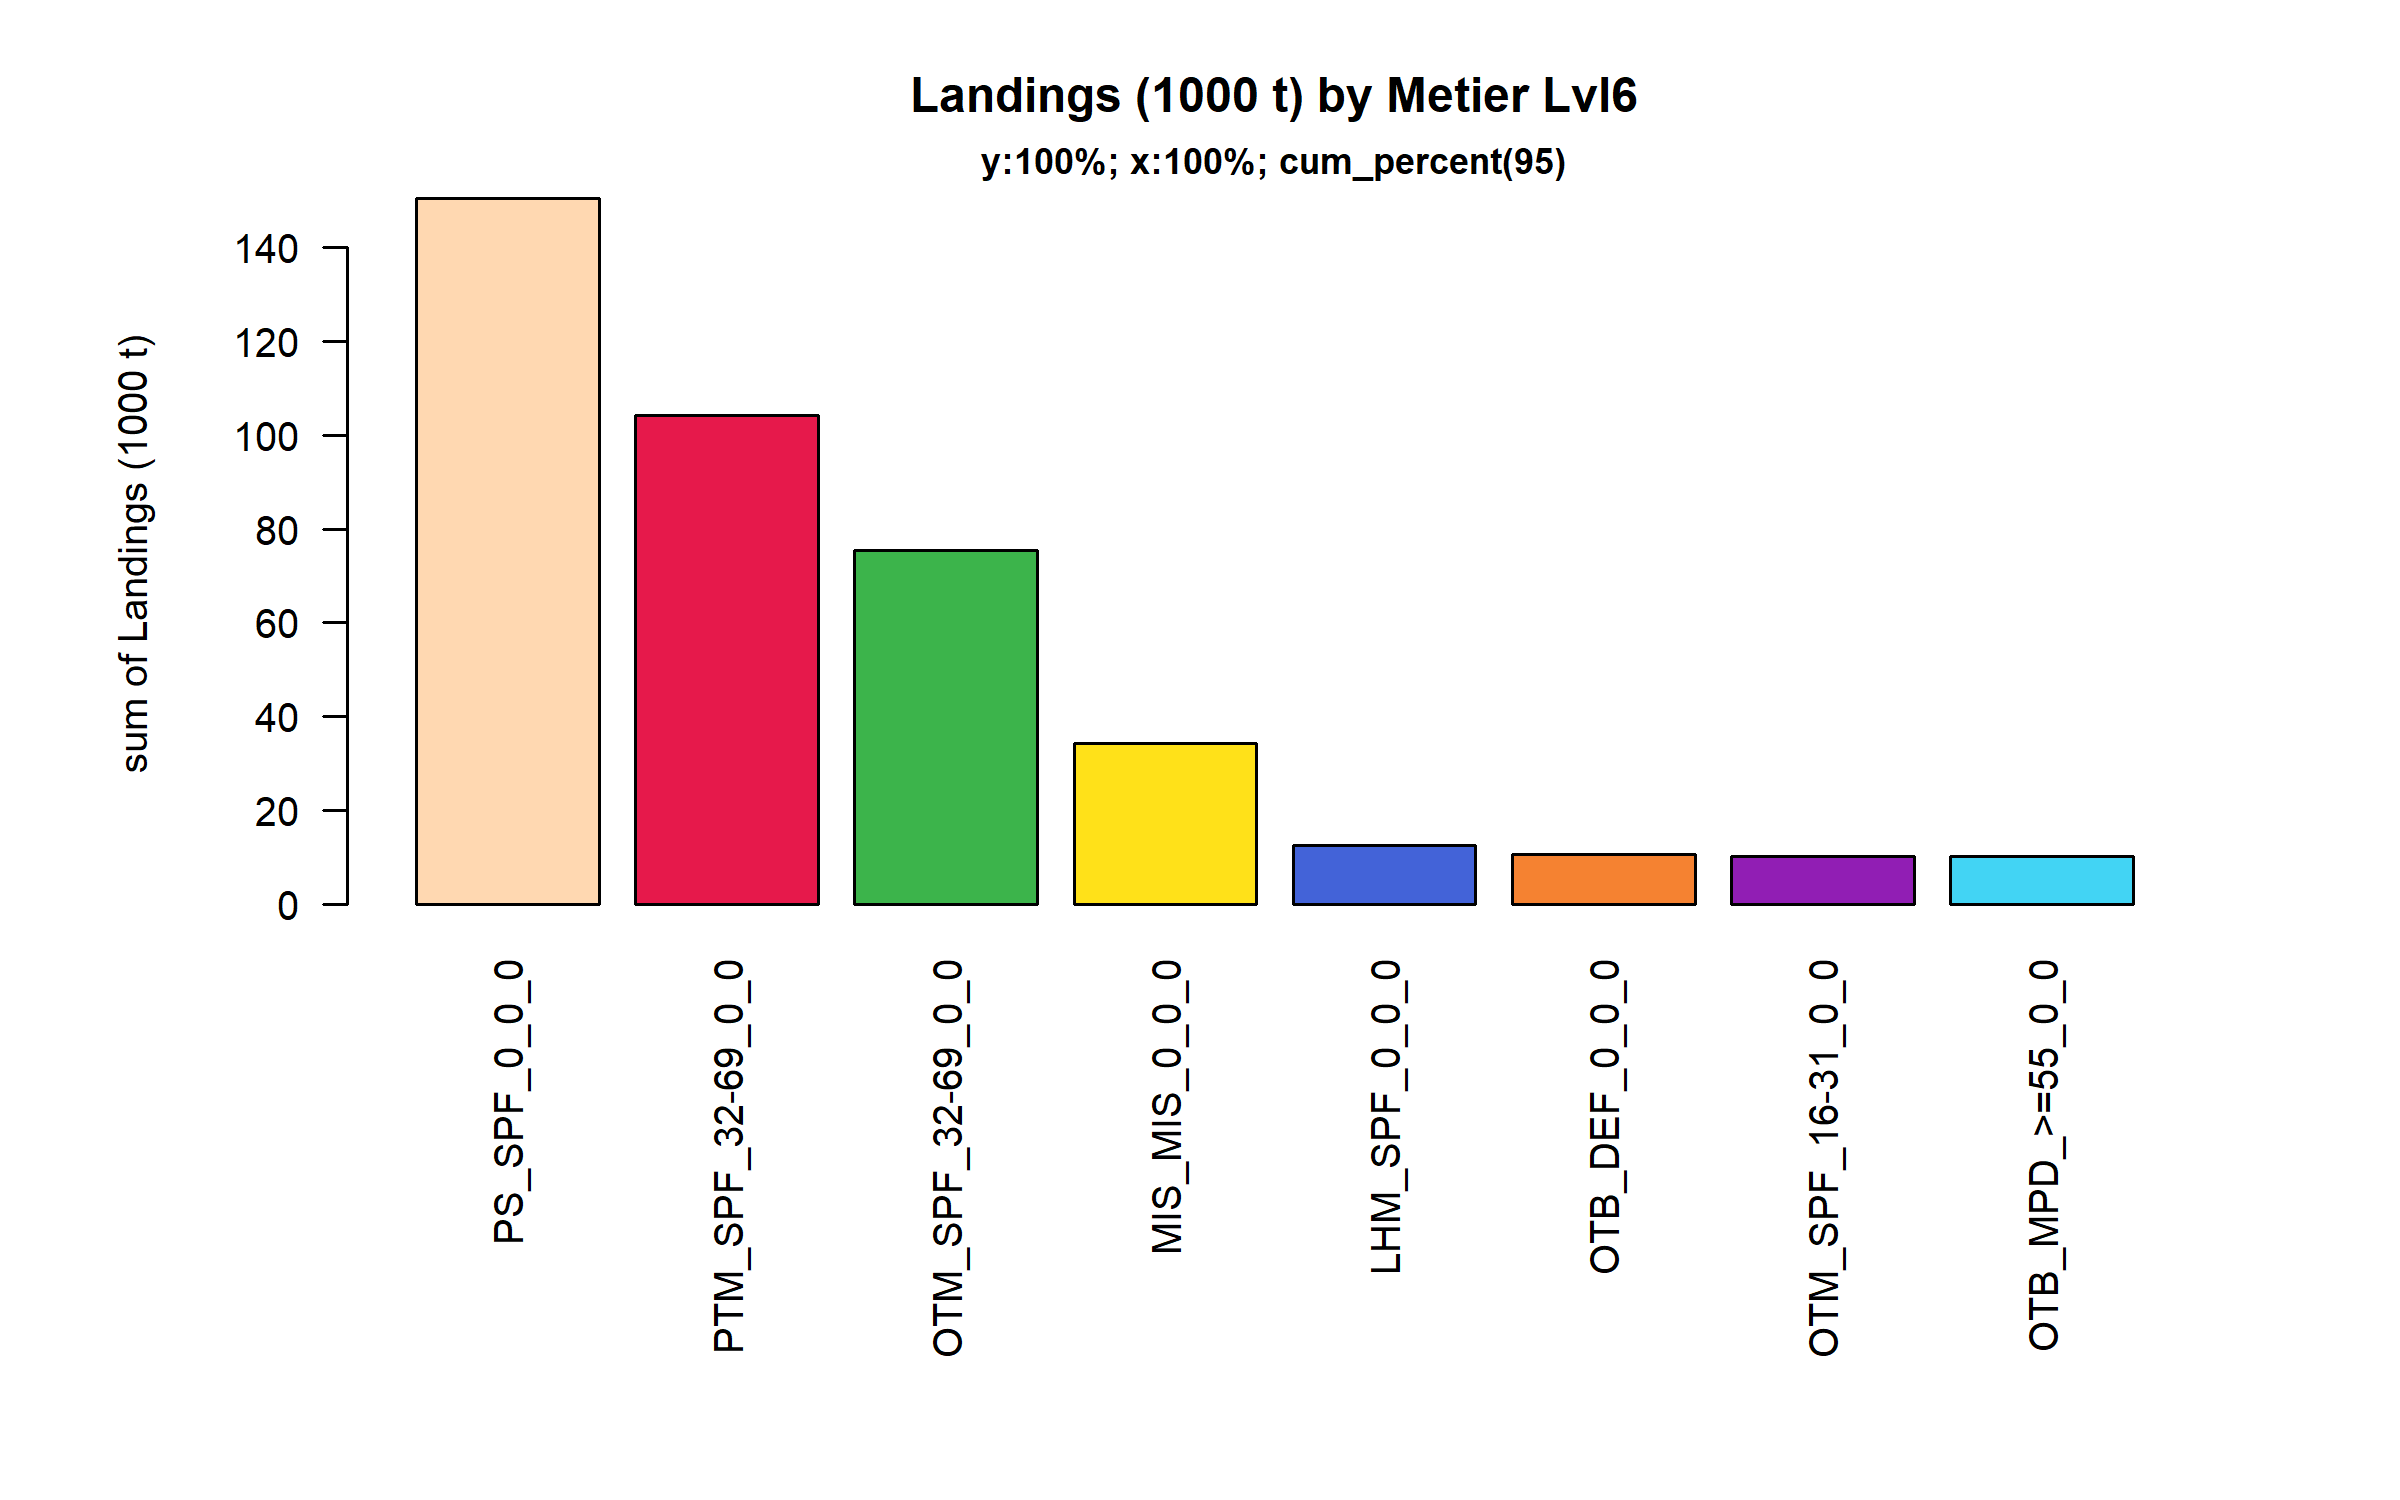 Landings (1000 t) by Metier Lvl6
y:100%; x:100%; cum_percent(95)
sum of Landings (1000 t)
140
120
100
80
60
40
20
0
PS_SPF_0_0_0
PTM_SPF_32-69_0_0
OTM_SPF_32-69_0_0
MIS_MIS_0_0_0
LHM_SPF_0_0_0
OTB_DEF_0_0_0
OTM_SPF_16-31_0_0
OTB_MPD_>=55_0_0